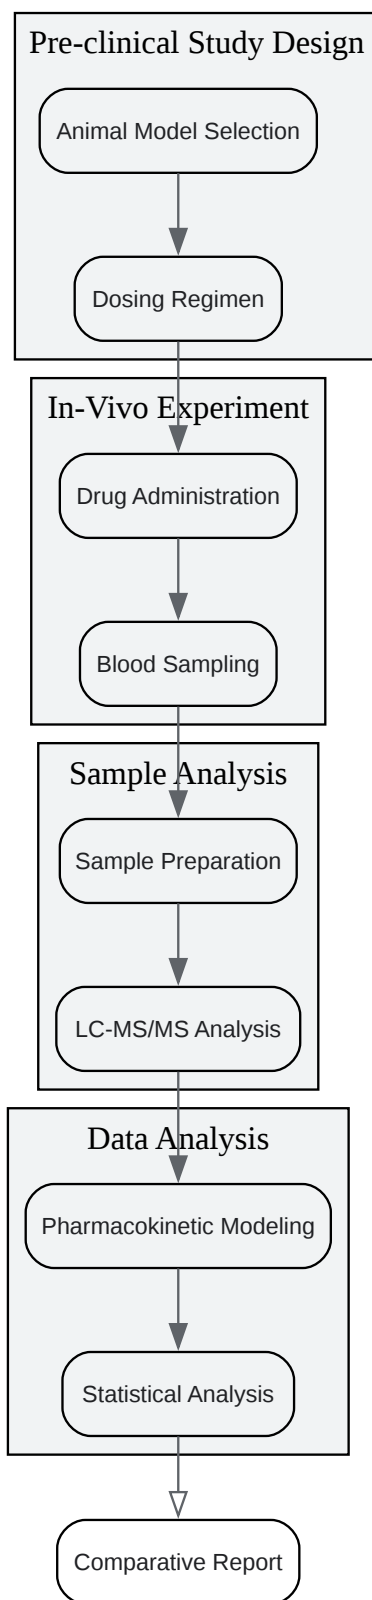 Pre-clinical Study Design
Animal Model Selection
Dosing Regimen
In-Vivo Experiment
Drug Administration
Blood Sampling
Sample Analysis
Sample Preparation
LC-MS/MS Analysis
Data Analysis
Pharmacokinetic Modeling
Statistical Analysis
Comparative Report